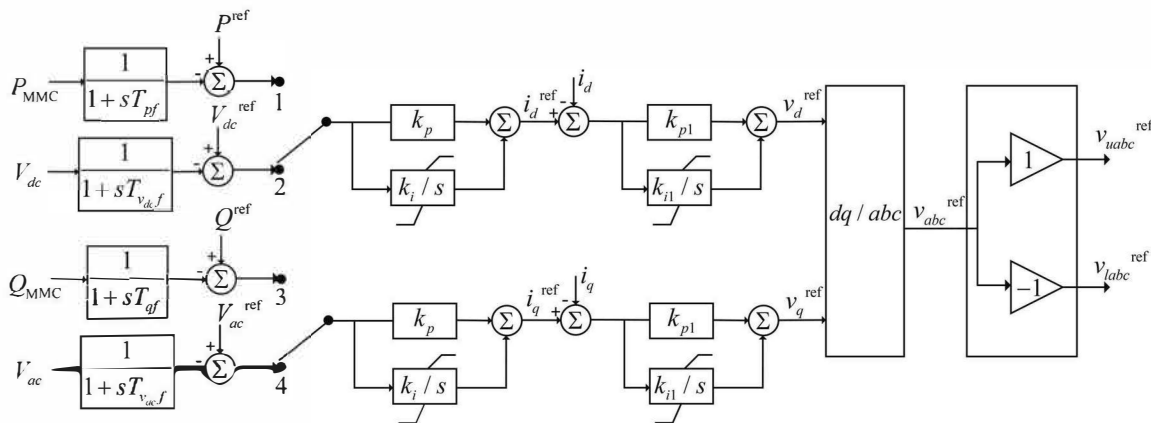 P^ref
P_MMC 1 / 1 + sT_pf - + Σ 1
V_dc^ref
V_dc 1 / 1 + sT_v_dc f - + Σ 2
Q^ref
Q_MMC 1 / 1 + sT_qf - + Σ 3
V_ac^ref
V_ac 1 / 1 + sT_v_ac f - + Σ 4
k_p Σ i_d^ref + - i_d Σ k_p1 Σ v_d^ref
k_i / s k_i1 / s
k_p Σ i_q^ref + - i_q Σ k_p1 Σ v_q^ref
k_i / s k_i1 / s
dq / abc
v_abc^ref
1 v_uabc^ref
-1 v_labc^ref